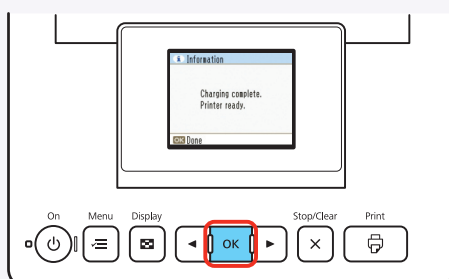 Information
Charging complete.
Printer ready.
OK Done
On Menu Display Stop/Clear Print
OK